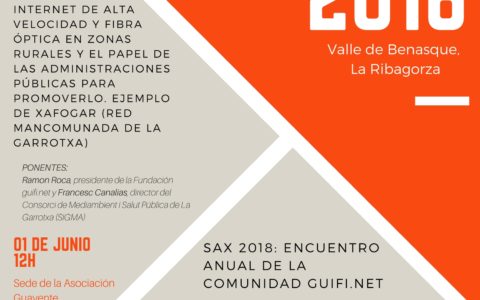 INTERNET DE ALTA
VELOCIDAD Y FIBRA
ÓPTICA EN ZONAS
RURALES Y EL PAPEL DE
LAS ADMINISTRACIONES
PÚBLICAS PARA
PROMOVERLO. EJEMPLO
DE XAFOGAR (RED
MANCOMUNADA DE LA
GARROTXA)
PONENTES:
Ramon Roca, presidente de la Fundación
guifi.net y Francesc Canalias, director del
Consorci de Mediambient i Salut Pública de La
Garrotxa (SIGMA)
01 DE JUNIO
12H
Sede de la Asociación
Guayente
2018
Valle de Benasque,
La Ribagorza
SAX 2018: ENCUENTRO
ANUAL DE LA
COMUNIDAD GUIFI.NET